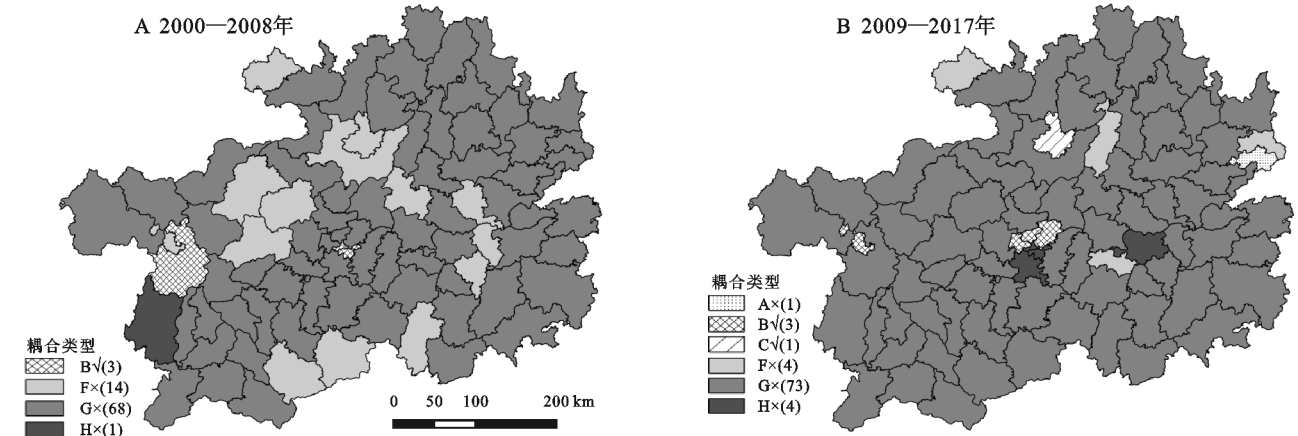 A 2000—2008年
耦合类型
B√(3)
F×(14)
G×(68)
H×(1)
0 50 100 200 km
B 2009—2017年
耦合类型
A×(1)
B√(3)
C√(1)
F×(4)
G×(73)
H×(4)